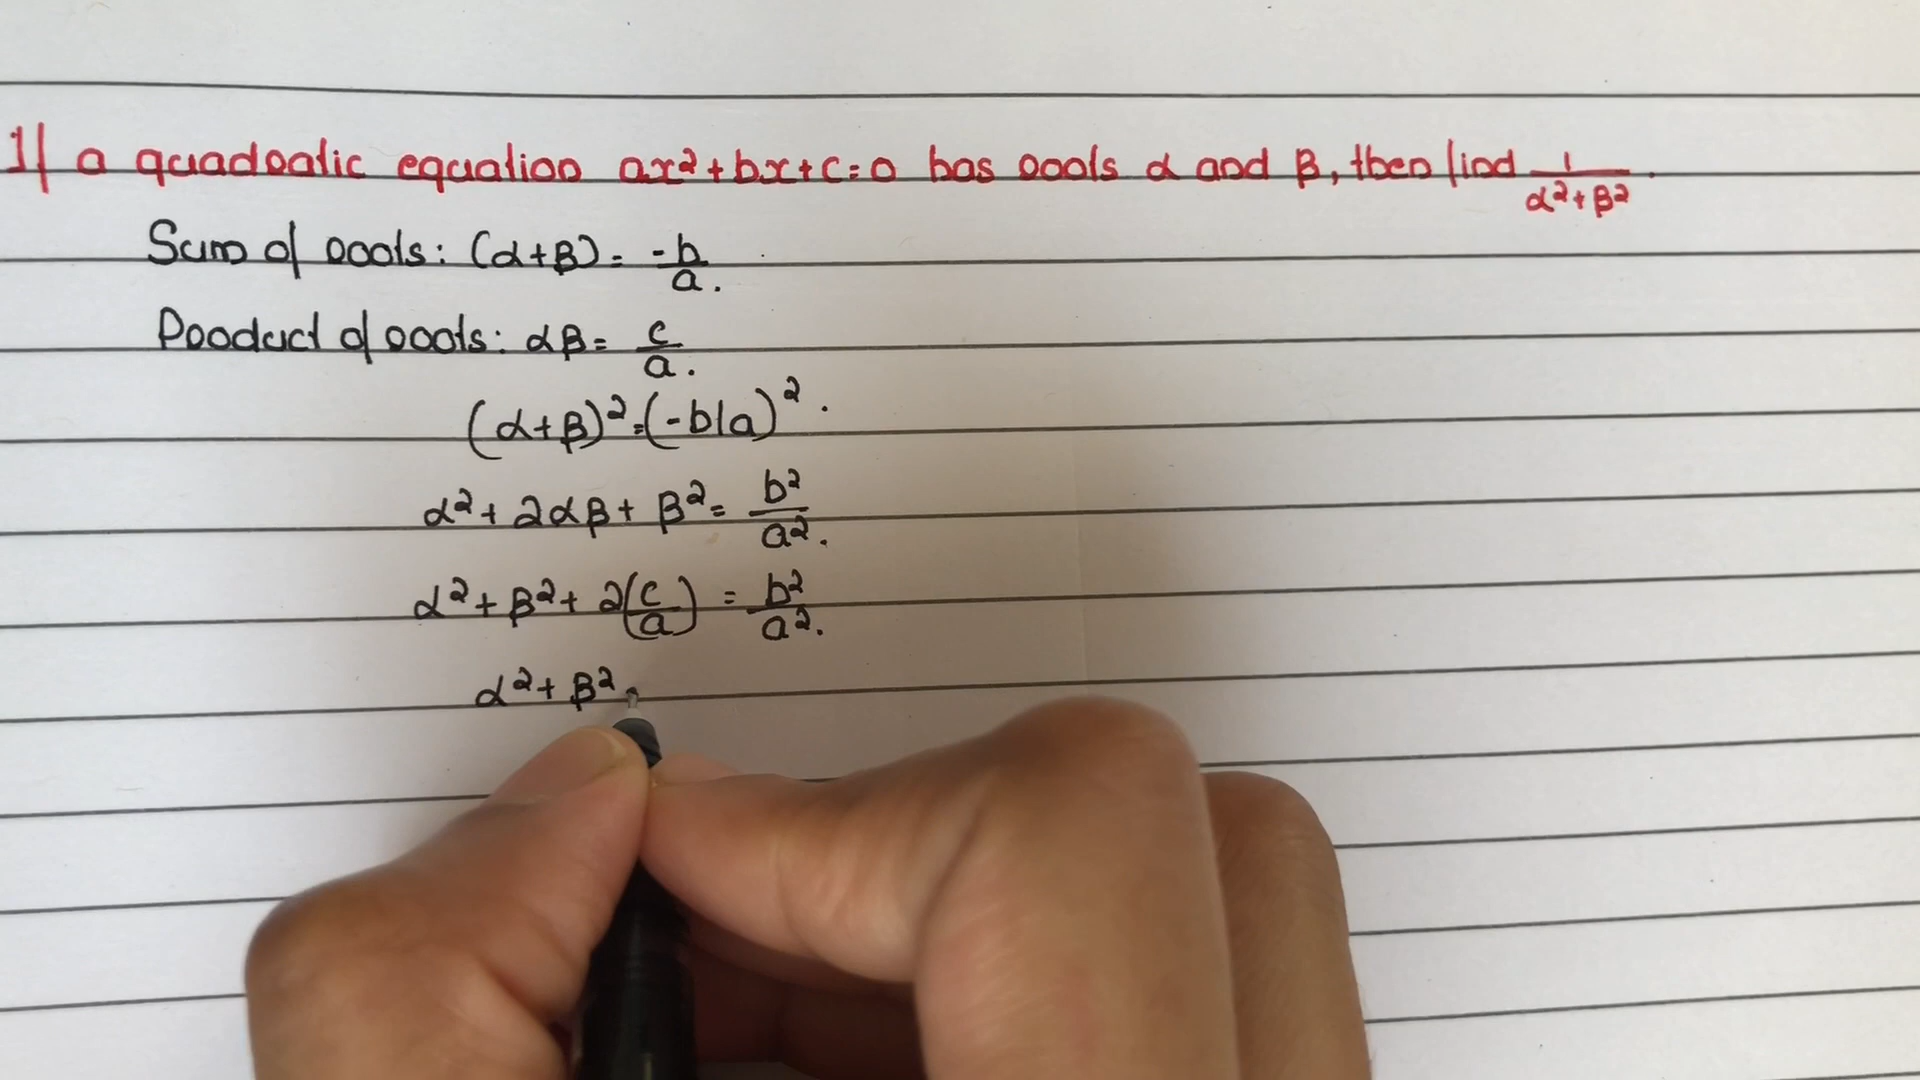 If a quadratic equation ax²+bx+c=0 has roots α and β, then find 1/(α²+β²).
Sum of roots: (α+β)= -b/a.
Product of roots: αβ= c/a.
(α+β)²=(-b/a)².
α²+2αβ+β²= b²/a².
α²+β²+2(c/a) = b²/a².
α²+β²